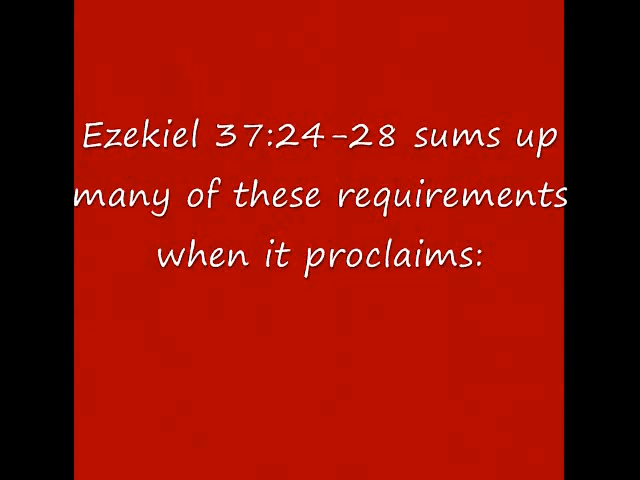 Ezekiel 37:24-28 sums up
many of these requirements
when it proclaims: